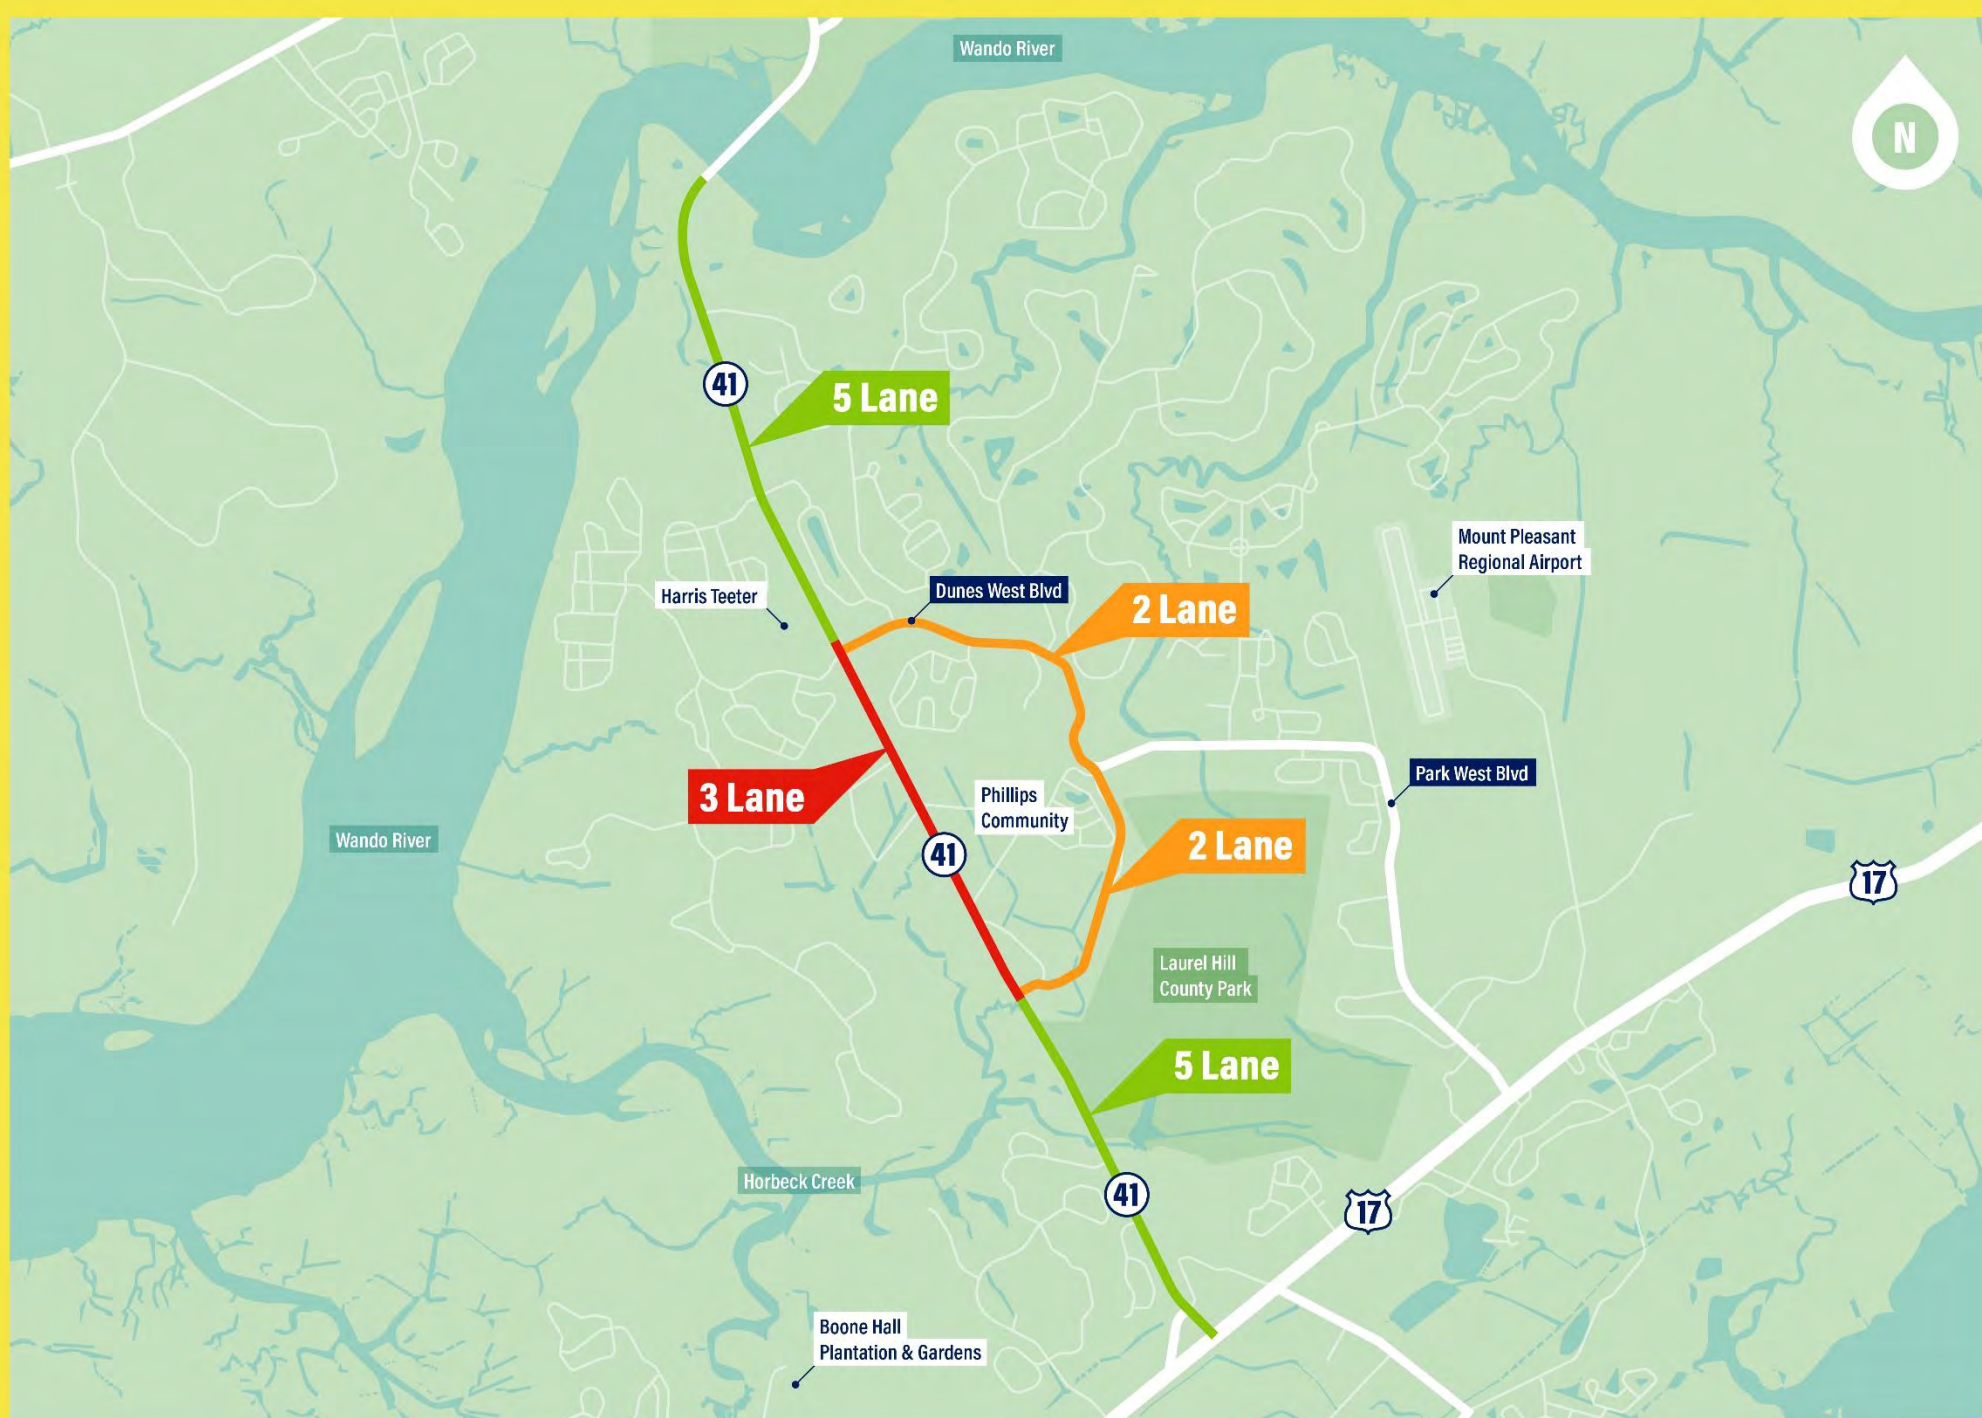 Wando River
N
41
5 Lane
Mount Pleasant
Regional Airport
Harris Teeter
Dunes West Blvd
2 Lane
Park West Blvd
3 Lane
Phillips
Community
Wando River
41
2 Lane
17
Laurel Hill
County Park
5 Lane
Horbeck Creek
41
17
Boone Hall
Plantation & Gardens